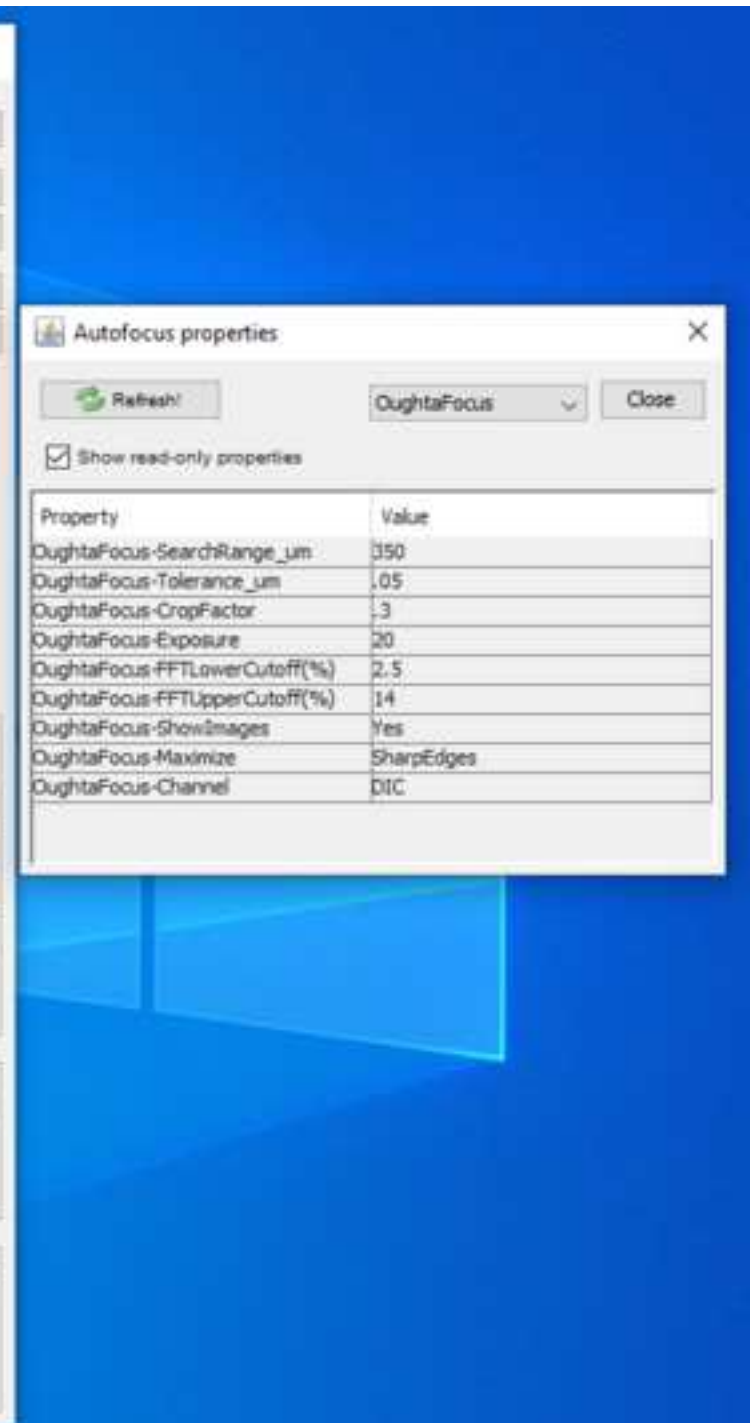 Autofocus properties
Refresh!
OughtaFocus
Close
Show read-only properties
Property Value
OughtaFocus-SearchRange_um 350
OughtaFocus-Tolerance_um .05
OughtaFocus-CropFactor .3
OughtaFocus-Exposure 20
OughtaFocus-FFTLowerCutoff(%) 2.5
OughtaFocus-FFTUpperCutoff(%) 14
OughtaFocus-ShowImages Yes
OughtaFocus-Maximize SharpEdges
OughtaFocus-Channel DIC